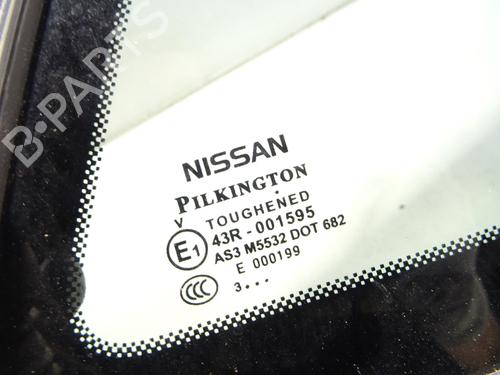 B-PARTS
NISSAN
PILKINGTON
V TOUGHENED
E1 43R - 001595
AS3 M5532 DOT 682
E 000199
CCC 3...